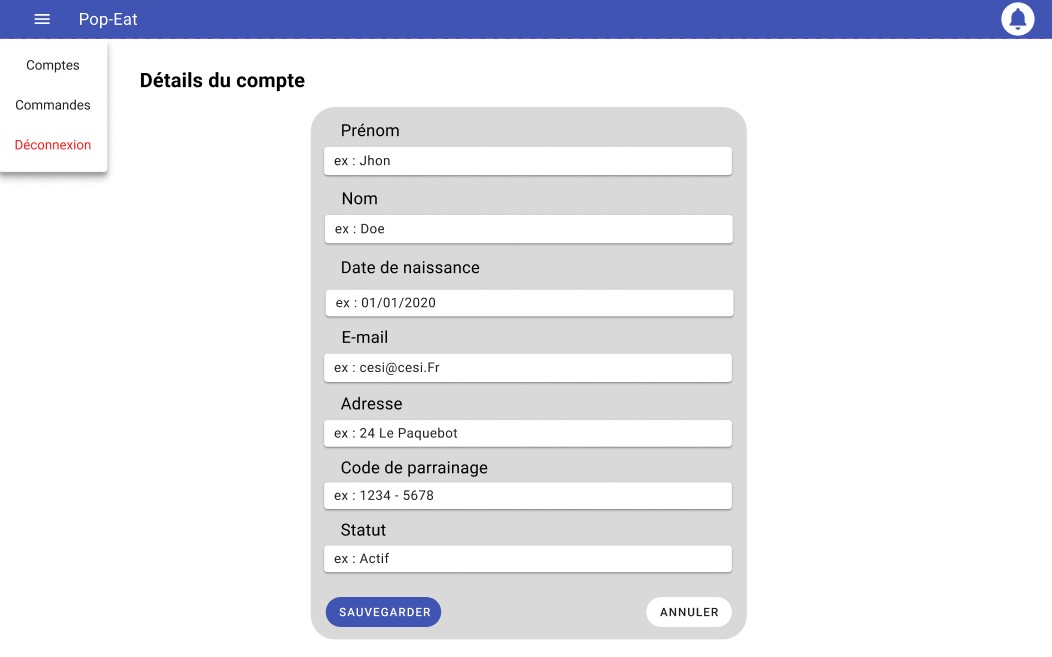 Pop-Eat
Comptes
Commandes
Déconnexion
Détails du compte
Prénom
ex : Jhon
Nom
ex : Doe
Date de naissance
ex : 01/01/2020
E-mail
ex : cesi@cesi.Fr
Adresse
ex : 24 Le Paquebot
Code de parrainage
ex : 1234 - 5678
Statut
ex : Actif
SAUVEGARDER
ANNULER